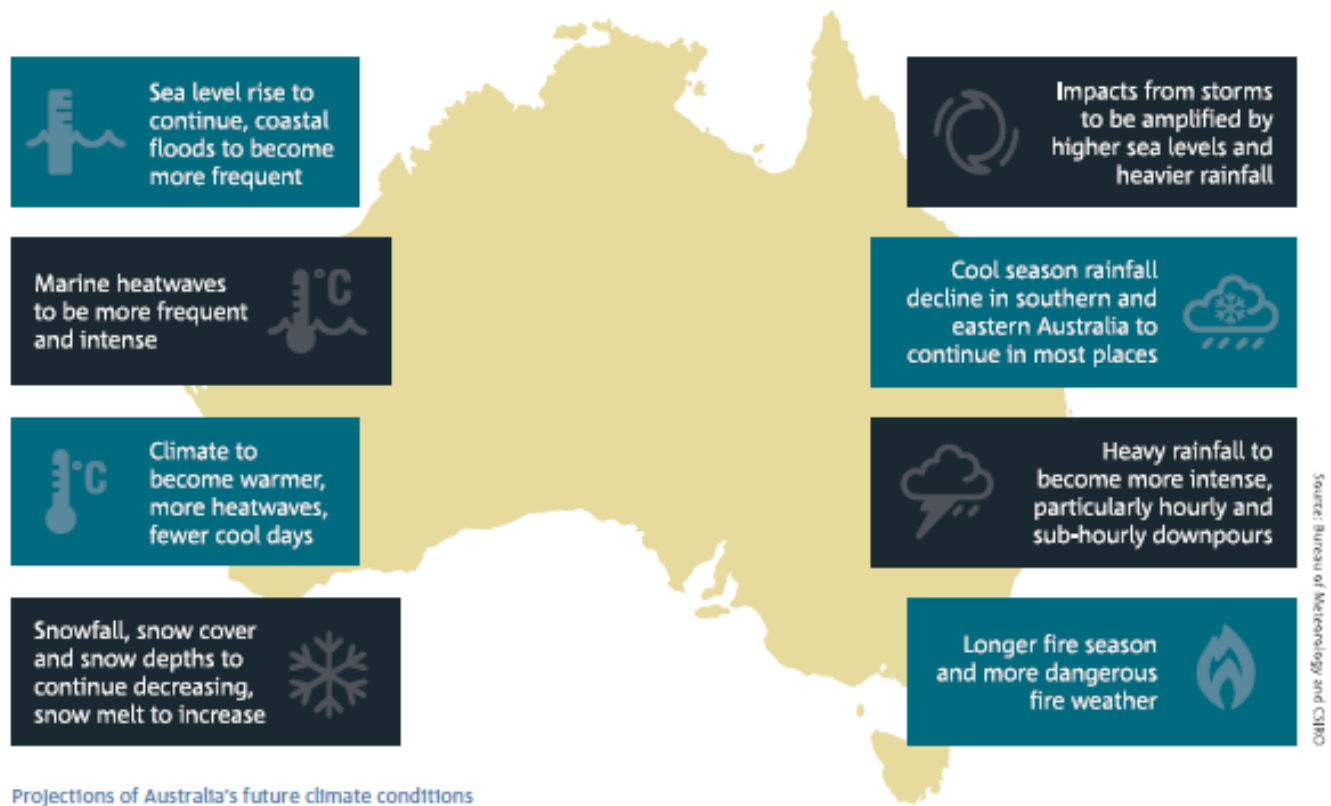 Sea level rise to
continue, coastal
floods to become
more frequent
Marine heatwaves
to be more frequent
and intense
°C
Climate to
become warmer,
more heatwaves,
fewer cool days
°C
Snowfall, snow cover
and snow depths to
continue decreasing,
snow melt to increase
Impacts from storms
to be amplified by
higher sea levels and
heavier rainfall
Cool season rainfall
decline in southern and
eastern Australia to
continue in most places
Heavy rainfall to
become more intense,
particularly hourly and
sub-hourly downpours
Longer fire season
and more dangerous
fire weather
Source: Bureau of Meteorology and CSIRO
Projections of Australia's future climate conditions